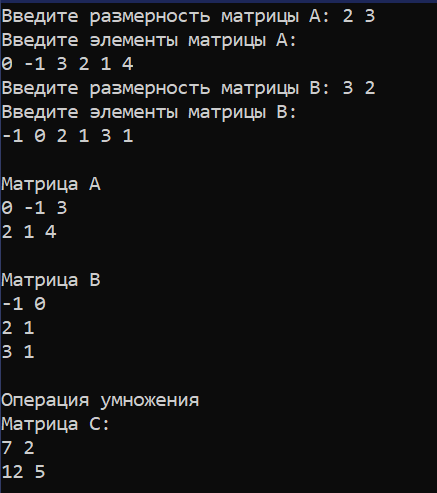 Введите размерность матрицы A: 2 3
Введите элементы матрицы A:
0 -1 3 2 1 4
Введите размерность матрицы B: 3 2
Введите элементы матрицы B:
-1 0 2 1 3 1
Матрица A
0 -1 3
2 1 4
Матрица B
-1 0
2 1
3 1
Операция умножения
Матрица C:
7 2
12 5